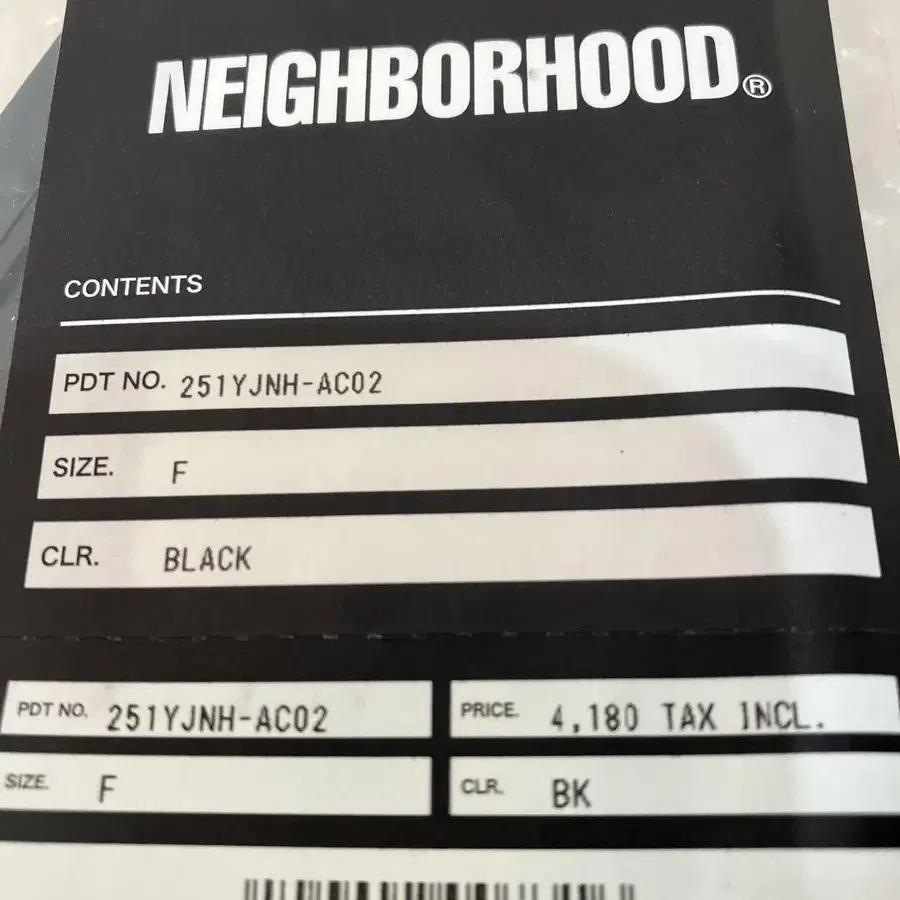 NEIGHBORHOOD®
CONTENTS
PDT NO. 251YJNH-AC02
SIZE. F
CLR. BLACK
PDT NO. 251YJNH-AC02
PRICE. 4,180 TAX INCL.
SIZE. F
CLR. BK